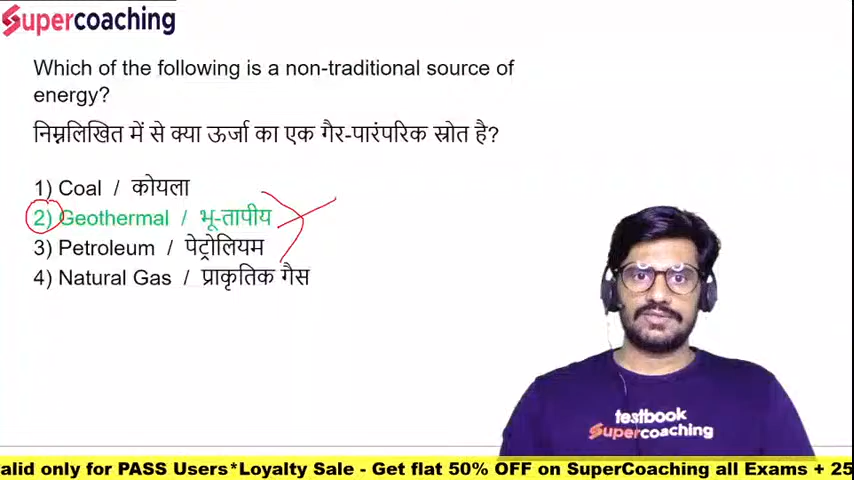 Supercoaching
Which of the following is a non-traditional source of
energy?
निम्नलिखित में से क्या ऊर्जा का एक गैर-पारंपरिक स्रोत है?
1) Coal / कोयला
2) Geothermal / भू-तापीय
3) Petroleum / पेट्रोलियम
4) Natural Gas / प्राकृतिक गैस
testbook
Supercoaching
alid only for PASS Users*Loyalty Sale - Get flat 50% OFF on SuperCoaching all Exams + 25